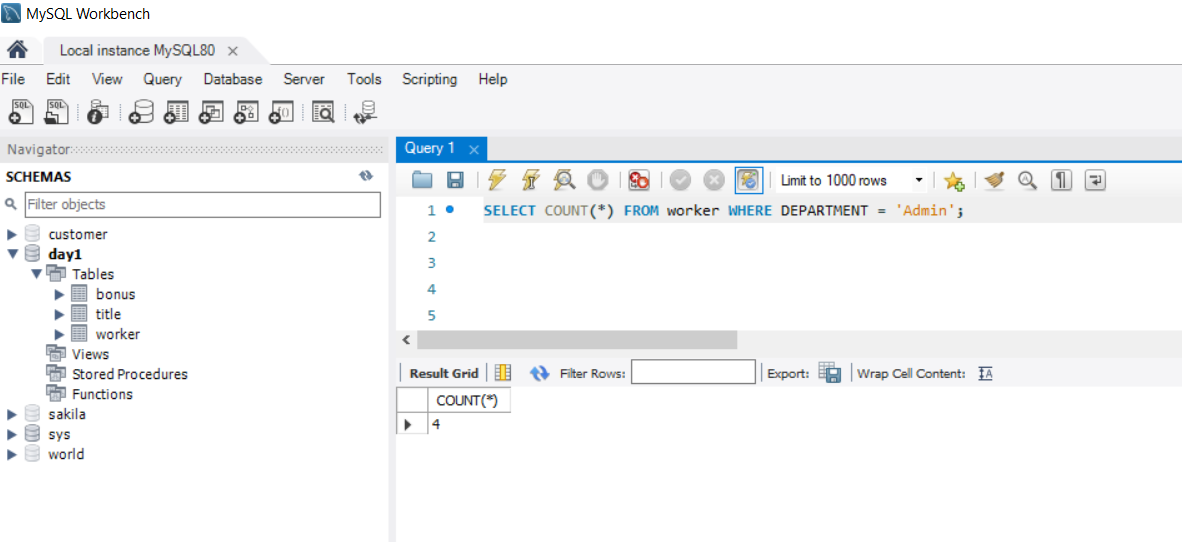 MySQL Workbench
Local instance MySQL80
File Edit View Query Database Server Tools Scripting Help
SQL SQL
Navigator
SCHEMAS
Filter objects
customer
day1
Tables
bonus
title
worker
Views
Stored Procedures
Functions
sakila
sys
world
Query 1
Limit to 1000 rows
1 SELECT COUNT(*) FROM worker WHERE DEPARTMENT = 'Admin';
2
3
4
5
Result Grid Filter Rows: Export: Wrap Cell Content: IA
COUNT(*)
4